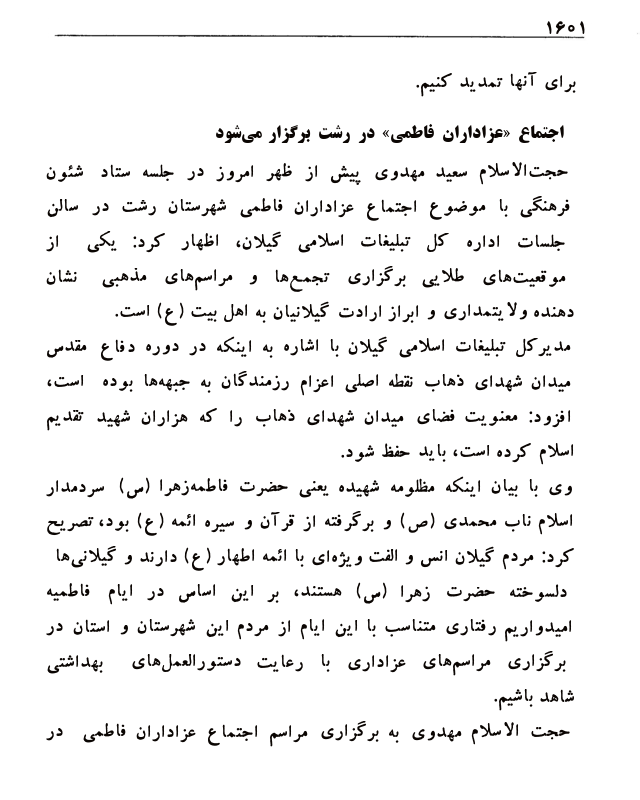 ۱۶۰۱
برای آنها تمدید کنیم.
اجتماع «عزاداران فاطمی» در رشت برگزار می‌شود
حجت‌الاسلام سعید مهدوی پیش از ظهر امروز در جلسه ستاد شئون
فرهنگی با موضوع اجتماع عزاداران فاطمی شهرستان رشت در سالن
جلسات اداره کل تبلیغات اسلامی گیلان، اظهار کرد: یکی از
موقعیت‌های طلایی برگزاری تجمع‌ها و مراسم‌های مذهبی نشان
دهنده ولایتمداری و ابراز ارادت گیلانیان به اهل بیت (ع) است.
مدیرکل تبلیغات اسلامی گیلان با اشاره به اینکه در دوره دفاع مقدس
میدان شهدای ذهاب نقطه اصلی اعزام رزمندگان به جبهه‌ها بوده است،
افزود: معنویت فضای میدان شهدای ذهاب را که هزاران شهید تقدیم
اسلام کرده است، باید حفظ شود.
وی با بیان اینکه مظلومه شهیده یعنی حضرت فاطمه‌زهرا (س) سردمدار
اسلام ناب محمدی (ص) و برگرفته از قرآن و سیره ائمه (ع) بود، تصریح
کرد: مردم گیلان انس و الفت ویژه‌ای با ائمه اطهار (ع) دارند و گیلانی‌ها
دلسوخته حضرت زهرا (س) هستند، بر این اساس در ایام فاطمیه
امیدواریم رفتاری متناسب با این ایام از مردم این شهرستان و استان در
برگزاری مراسم‌های عزاداری با رعایت دستورالعمل‌های بهداشتی
شاهد باشیم.
حجت الاسلام مهدوی به برگزاری مراسم اجتماع عزاداران فاطمی در